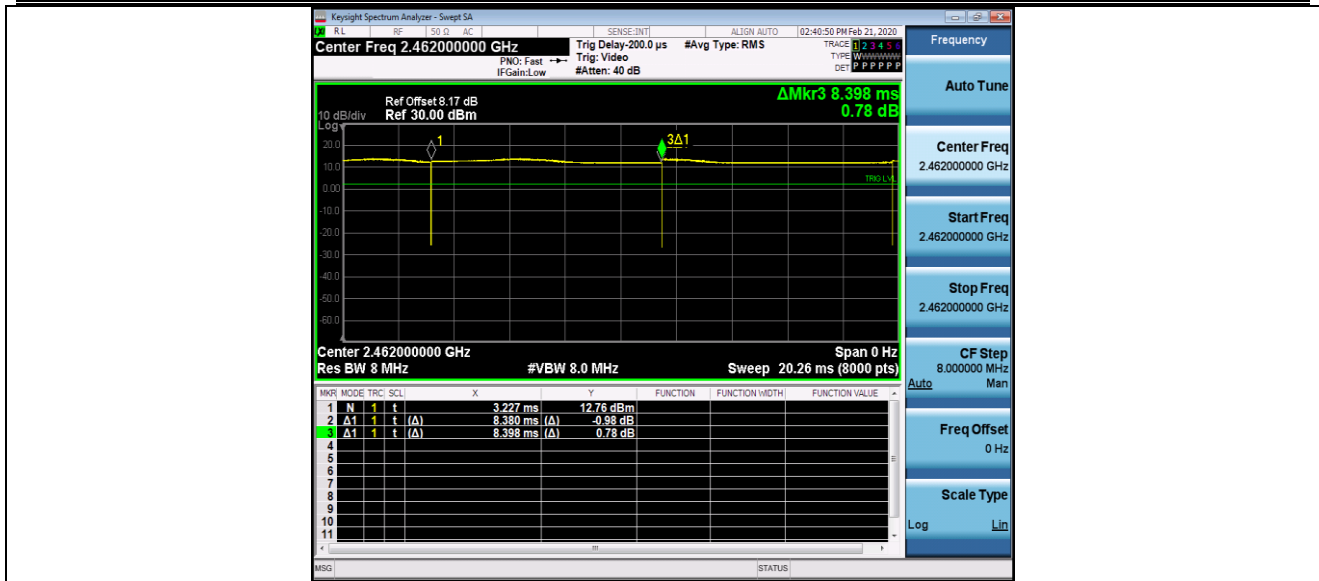 Keysight Spectrum Analyzer - Swept SA
RL RF 50 Ω AC SENSE:INT ALIGN AUTO 02:40:50 PM Feb 21, 2020
Center Freq 2.462000000 GHz
PNO: Fast
IFGain:Low
Trig Delay-200.0 µs
Trig: Video
#Atten: 40 dB
#Avg Type: RMS
TRACE 1 2 3 4 5 6
TYPE W
DET P P P P P P
Frequency
Auto Tune
Center Freq
2.462000000 GHz
Start Freq
2.462000000 GHz
Stop Freq
2.462000000 GHz
CF Step
8.000000 MHz
Auto Man
Freq Offset
0 Hz
Scale Type
Log Lin
ΔMkr3 8.398 ms
0.78 dB
Ref Offset 8.17 dB
10 dB/div Ref 30.00 dBm
Log
1
3Δ1
20.0
10.0
TRIG LVL
0.00
-10.0
-20.0
-30.0
-40.0
-50.0
-60.0
Center 2.462000000 GHz Span 0 Hz
Res BW 8 MHz #VBW 8.0 MHz Sweep 20.26 ms (8000 pts)
MKR MODE TRC SCL X Y FUNCTION FUNCTION WIDTH FUNCTION VALUE
1 N 1 t 3.227 ms 12.76 dBm
2 Δ1 1 t (Δ) 8.380 ms (Δ) -0.98 dB
3 Δ1 1 t (Δ) 8.398 ms (Δ) 0.78 dB
4
5
6
7
8
9
10
11
MSG STATUS